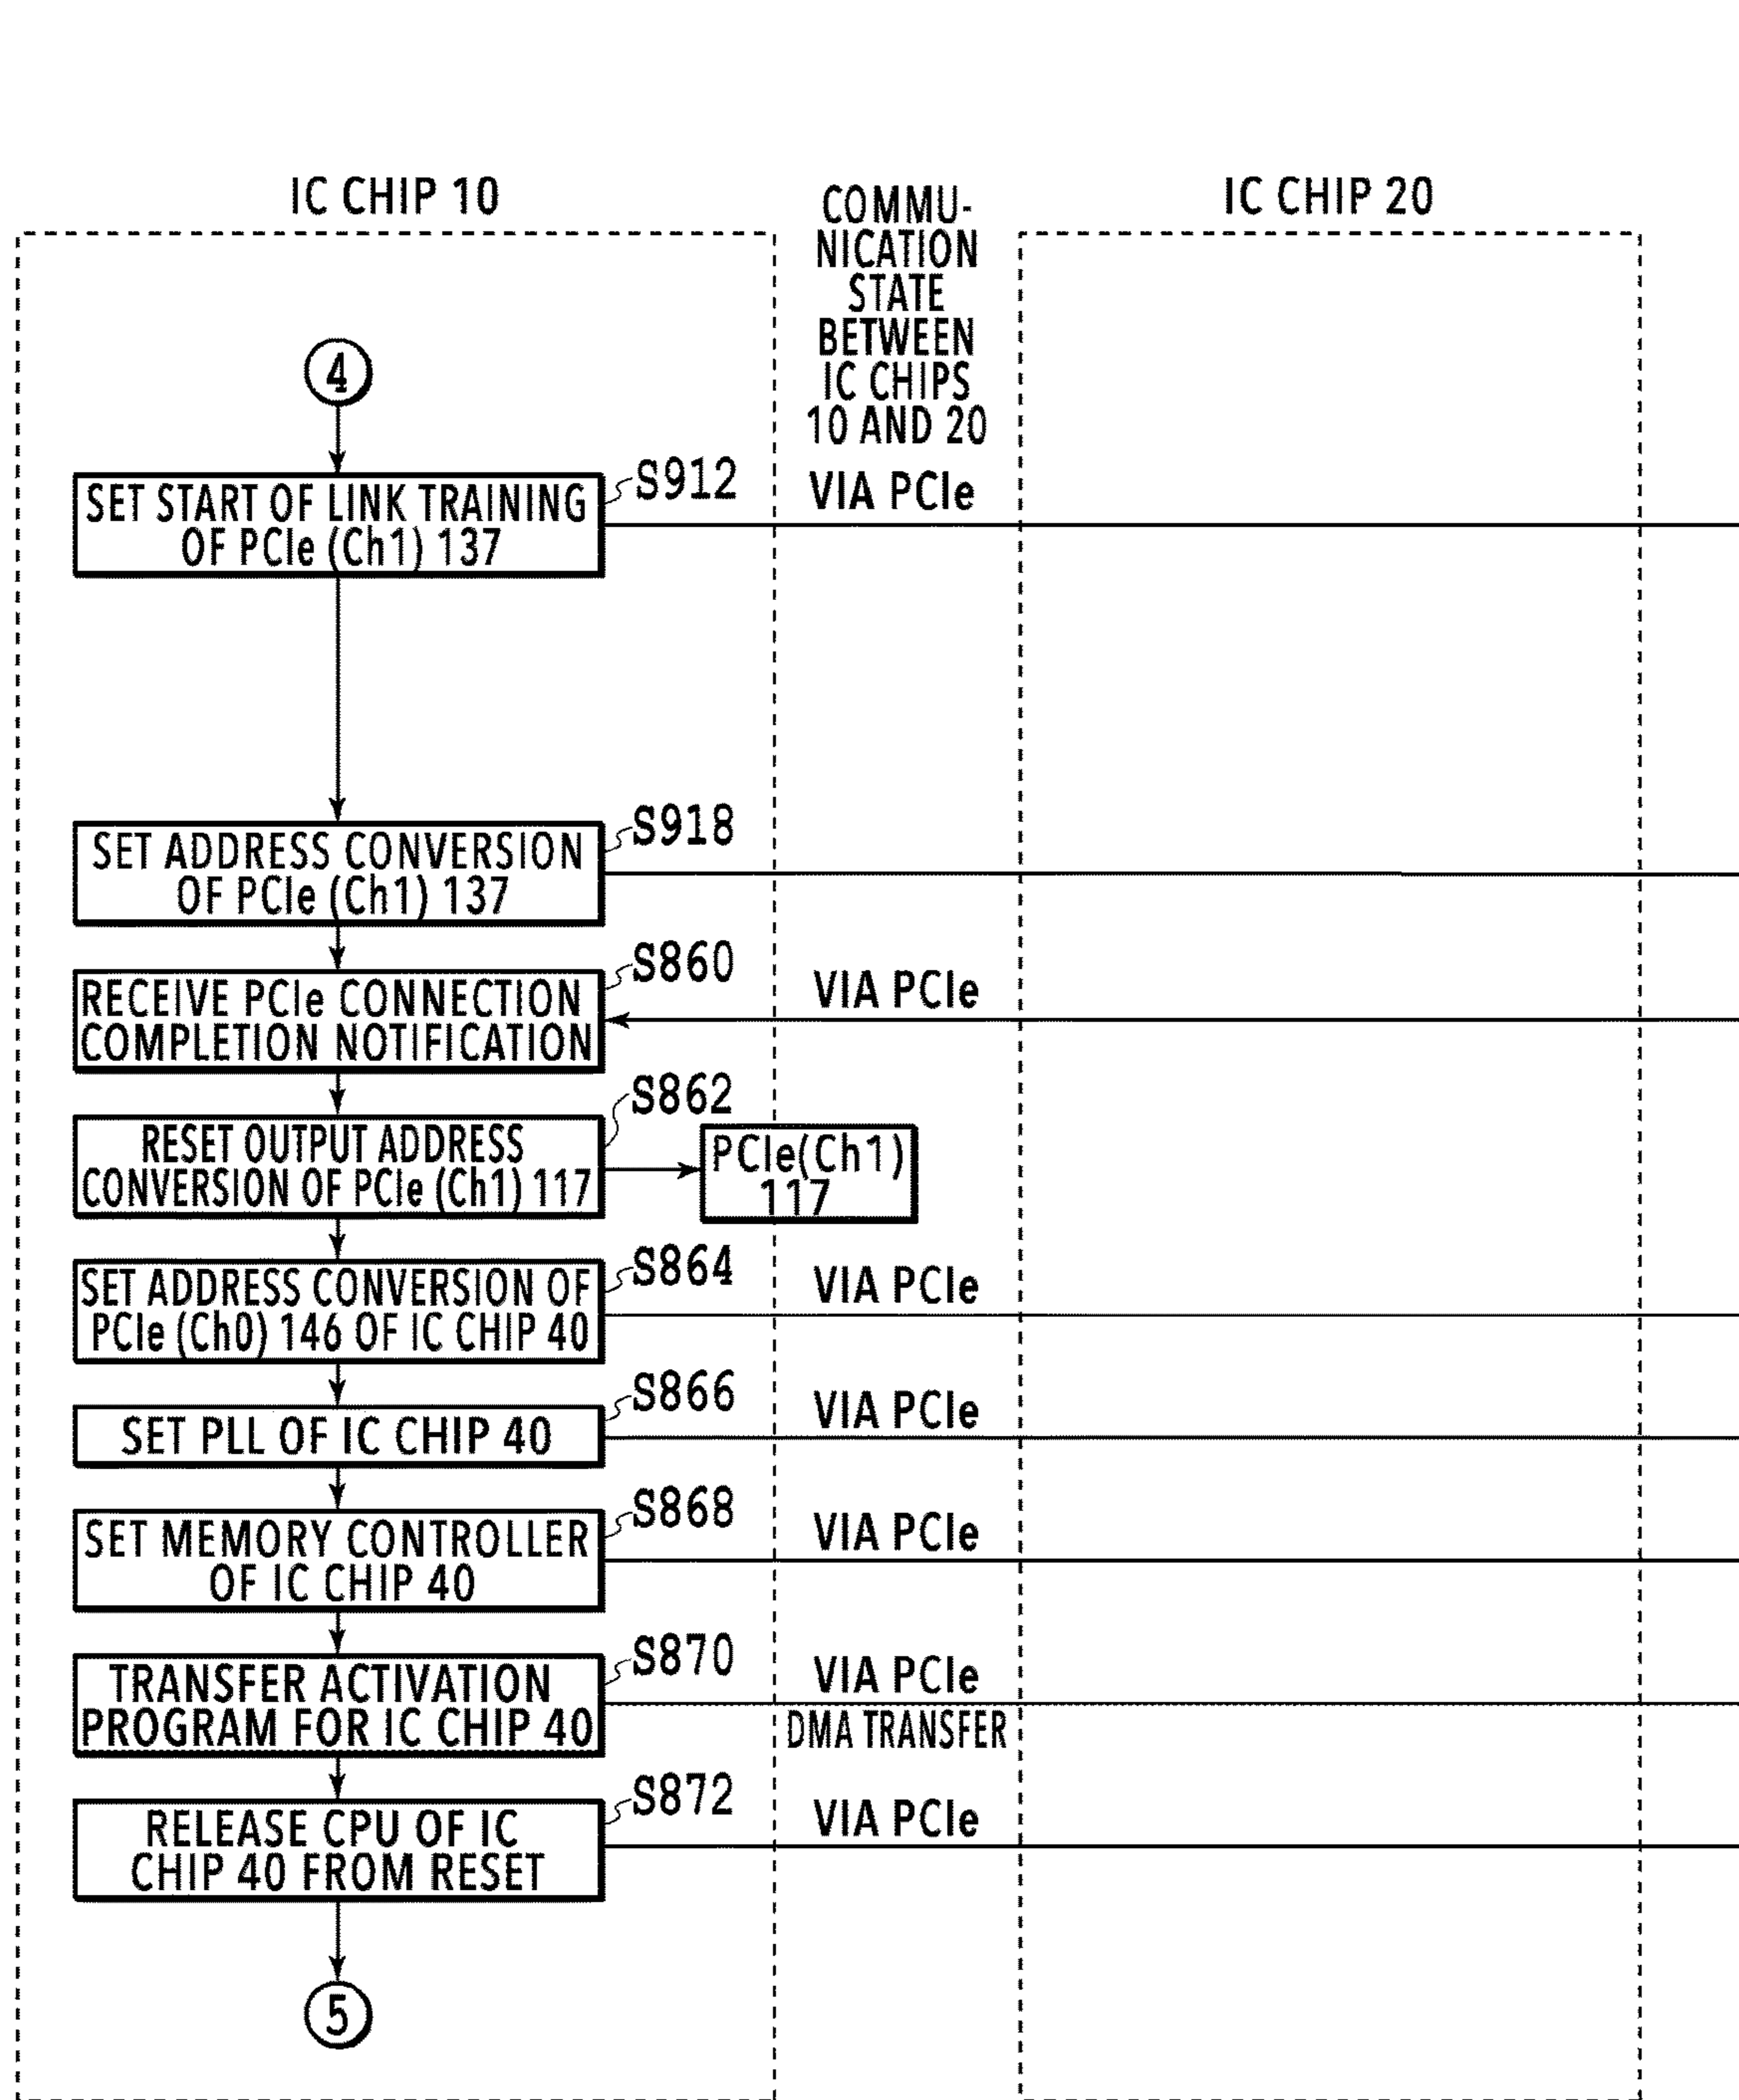 IC CHIP 10
COMMU-
NICATION
STATE
BETWEEN
IC CHIPS
10 AND 20
IC CHIP 20
4
SET START OF LINK TRAINING
OF PCIe (Ch1) 137
S912
VIA PCIe
SET ADDRESS CONVERSION
OF PCIe (Ch1) 137
S918
RECEIVE PCIe CONNECTION
COMPLETION NOTIFICATION
S860
VIA PCIe
RESET OUTPUT ADDRESS
CONVERSION OF PCIe (Ch1) 117
S862
PCIe(Ch1)
117
SET ADDRESS CONVERSION OF
PCIe (Ch0) 146 OF IC CHIP 40
S864
VIA PCIe
SET PLL OF IC CHIP 40
S866
VIA PCIe
SET MEMORY CONTROLLER
OF IC CHIP 40
S868
VIA PCIe
TRANSFER ACTIVATION
PROGRAM FOR IC CHIP 40
S870
VIA PCIe
DMA TRANSFER
RELEASE CPU OF IC
CHIP 40 FROM RESET
S872
VIA PCIe
5